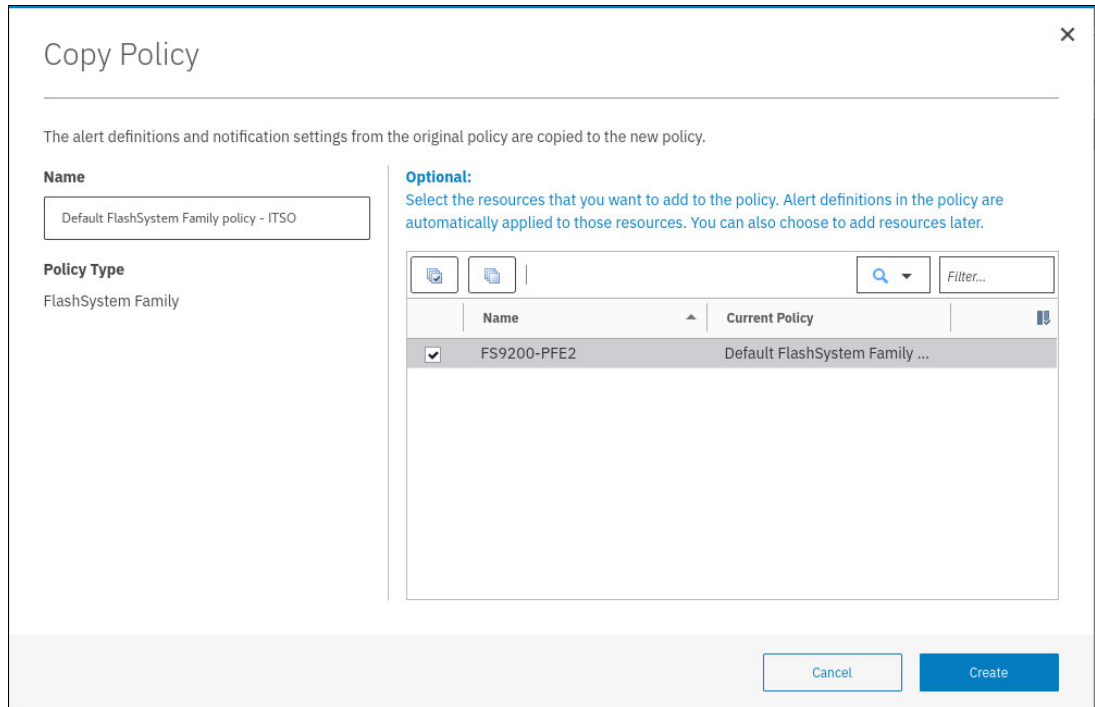 Copy Policy
The alert definitions and notification settings from the original policy are copied to the new policy.
Name
Default FlashSystem Family policy - ITSO
Policy Type
FlashSystem Family
Optional:
Select the resources that you want to add to the policy. Alert definitions in the policy are
automatically applied to those resources. You can also choose to add resources later.
Filter...
Name Current Policy
FS9200-PFE2 Default FlashSystem Family ...
Cancel Create